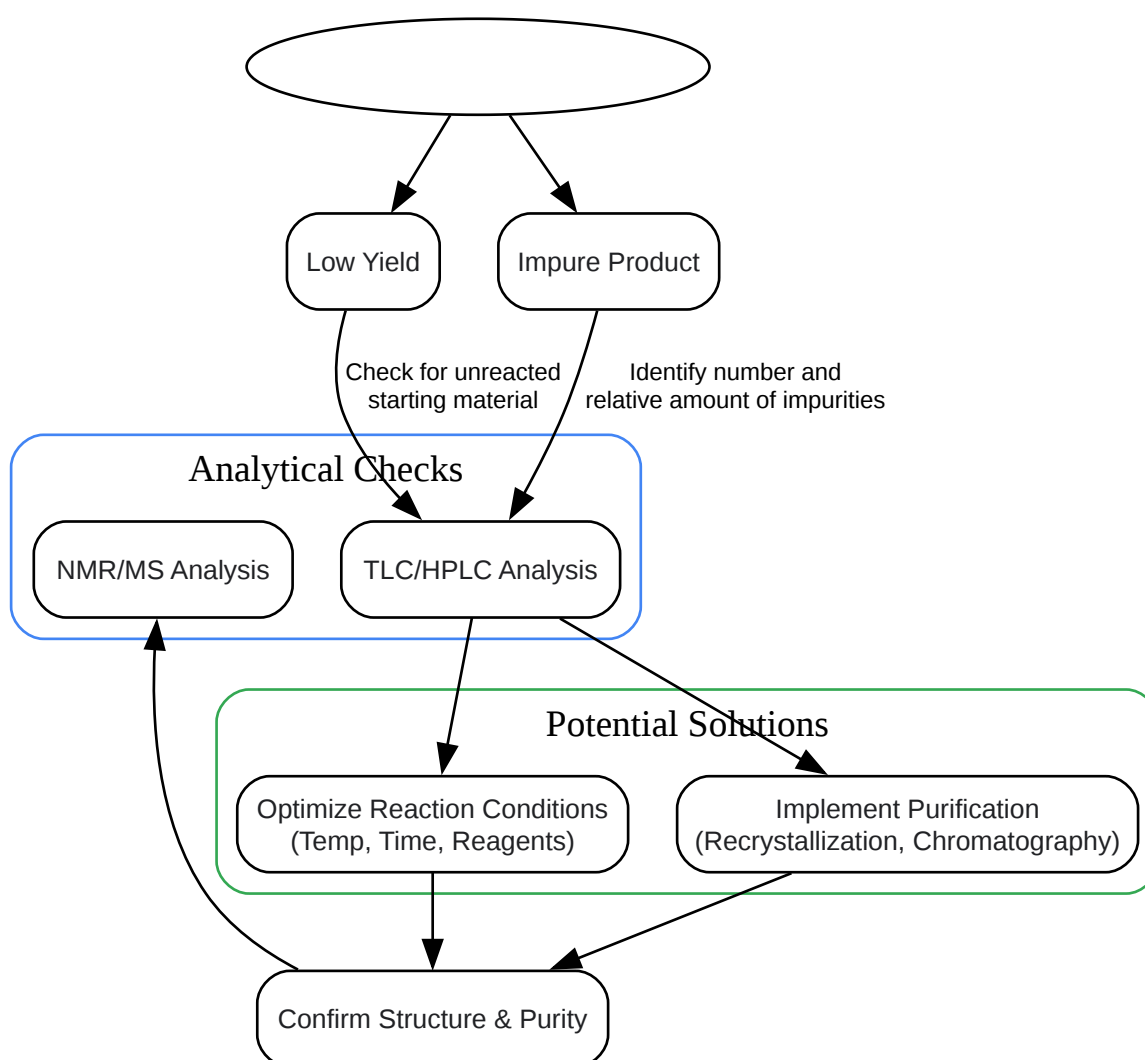 Low Yield
Impure Product
Check for unreacted
starting material
Identify number and
relative amount of impurities
Analytical Checks
NMR/MS Analysis
TLC/HPLC Analysis
Potential Solutions
Optimize Reaction Conditions
(Temp, Time, Reagents)
Implement Purification
(Recrystallization, Chromatography)
Confirm Structure & Purity